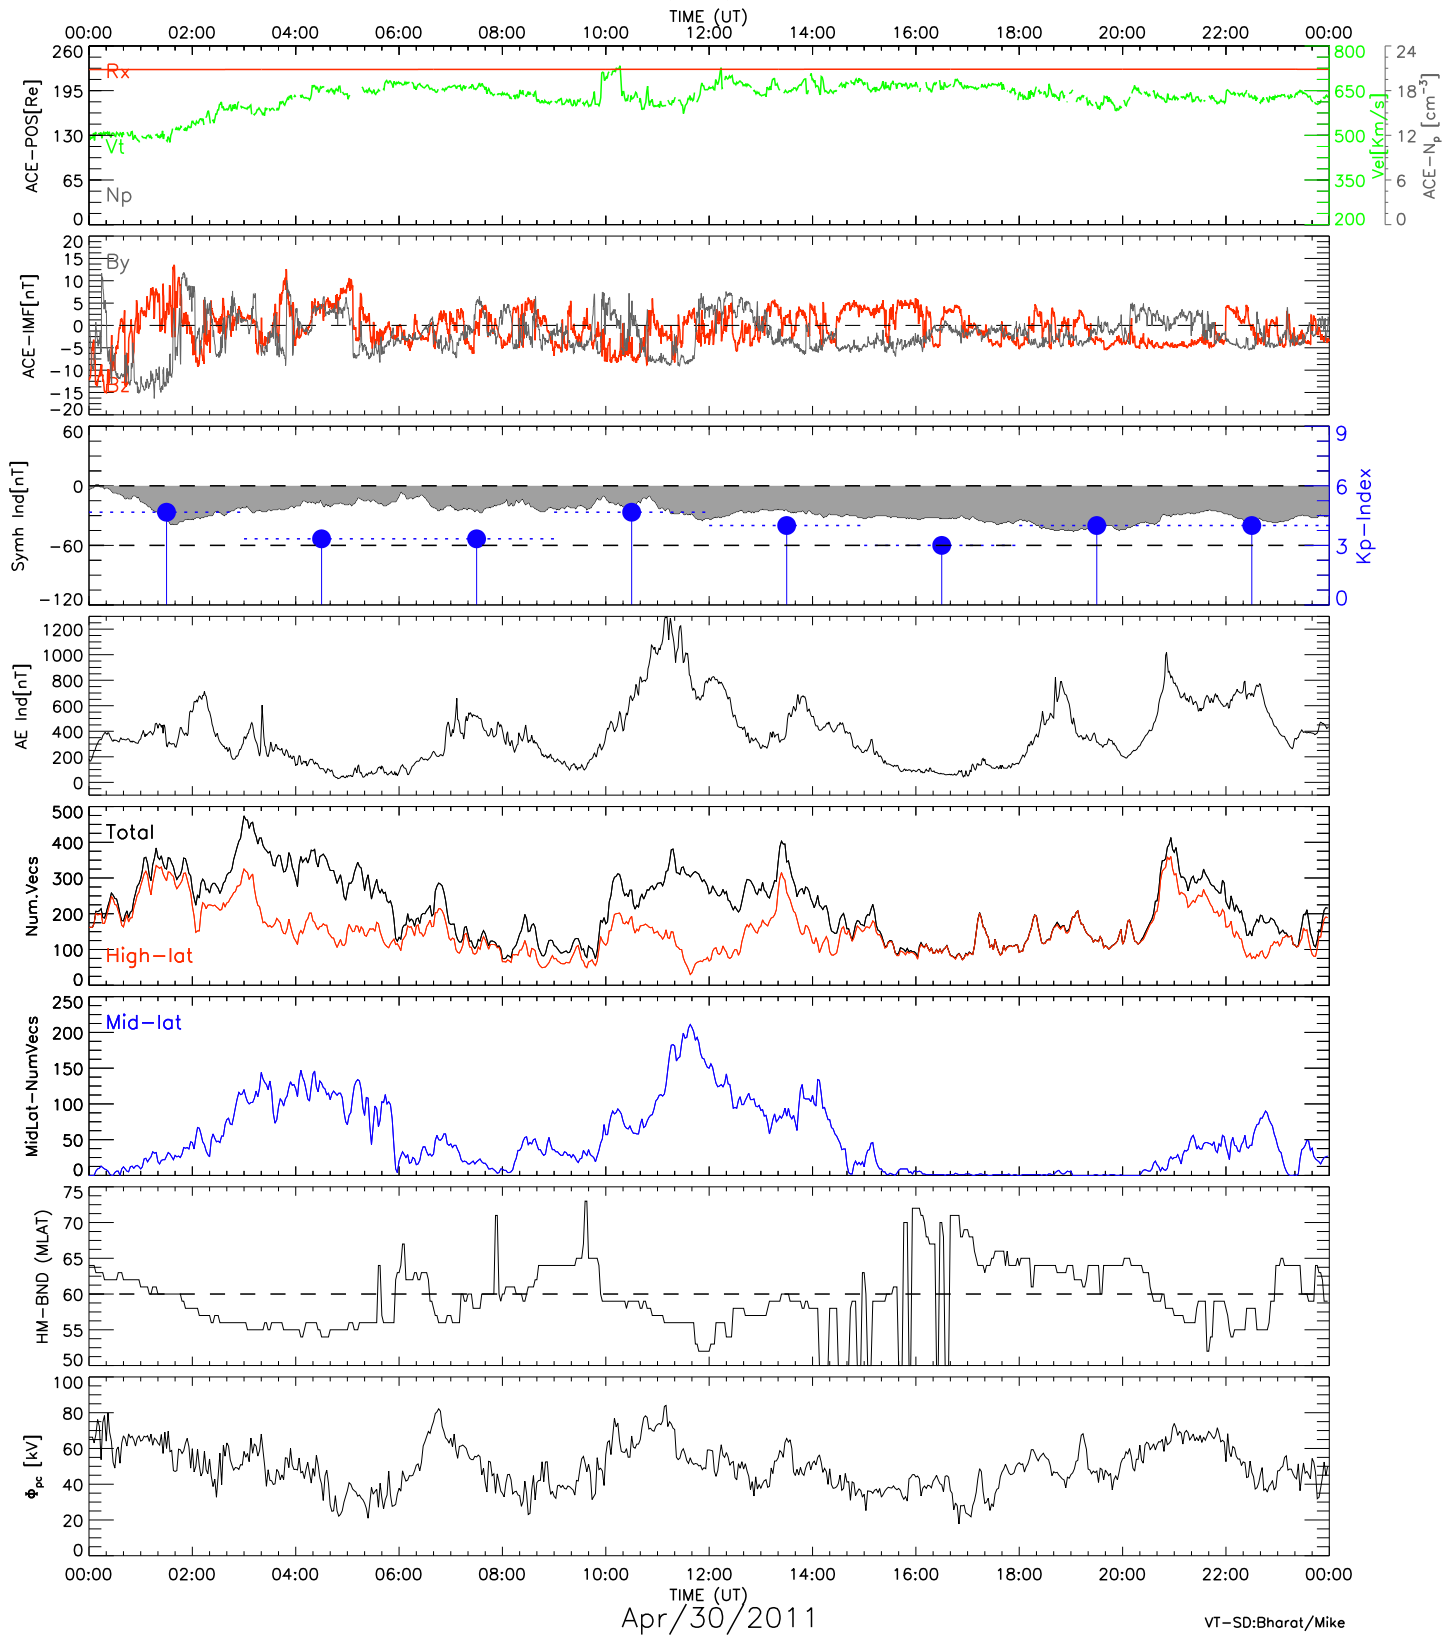 TIME (UT)
00:00 02:00 04:00 06:00 08:00 10:00 12:00 14:00 16:00 18:00 20:00 22:00 00:00
ACE-POS[Re]
260
195
130
65
0
Rx
Vt
Np
800
650
500
350
200
Vel[Km/s]
24
18
12
6
0
ACE-Np [cm-3]
ACE-IMF[nT]
20
15
10
5
0
-5
-10
-15
-20
By
Bz
Symh Ind[nT]
60
0
-60
-120
9
6
3
0
Kp-Index
AE Ind[nT]
1200
1000
800
600
400
200
0
Num.Vecs
500
400
300
200
100
0
Total
High-lat
MidLat-NumVecs
250
200
150
100
50
0
Mid-lat
HM-BND (MLAT)
75
70
65
60
55
50
Φpc [kV]
100
80
60
40
20
0
00:00 02:00 04:00 06:00 08:00 10:00 12:00 14:00 16:00 18:00 20:00 22:00 00:00
TIME (UT)
Apr/30/2011
VT-SD:Bharat/Mike